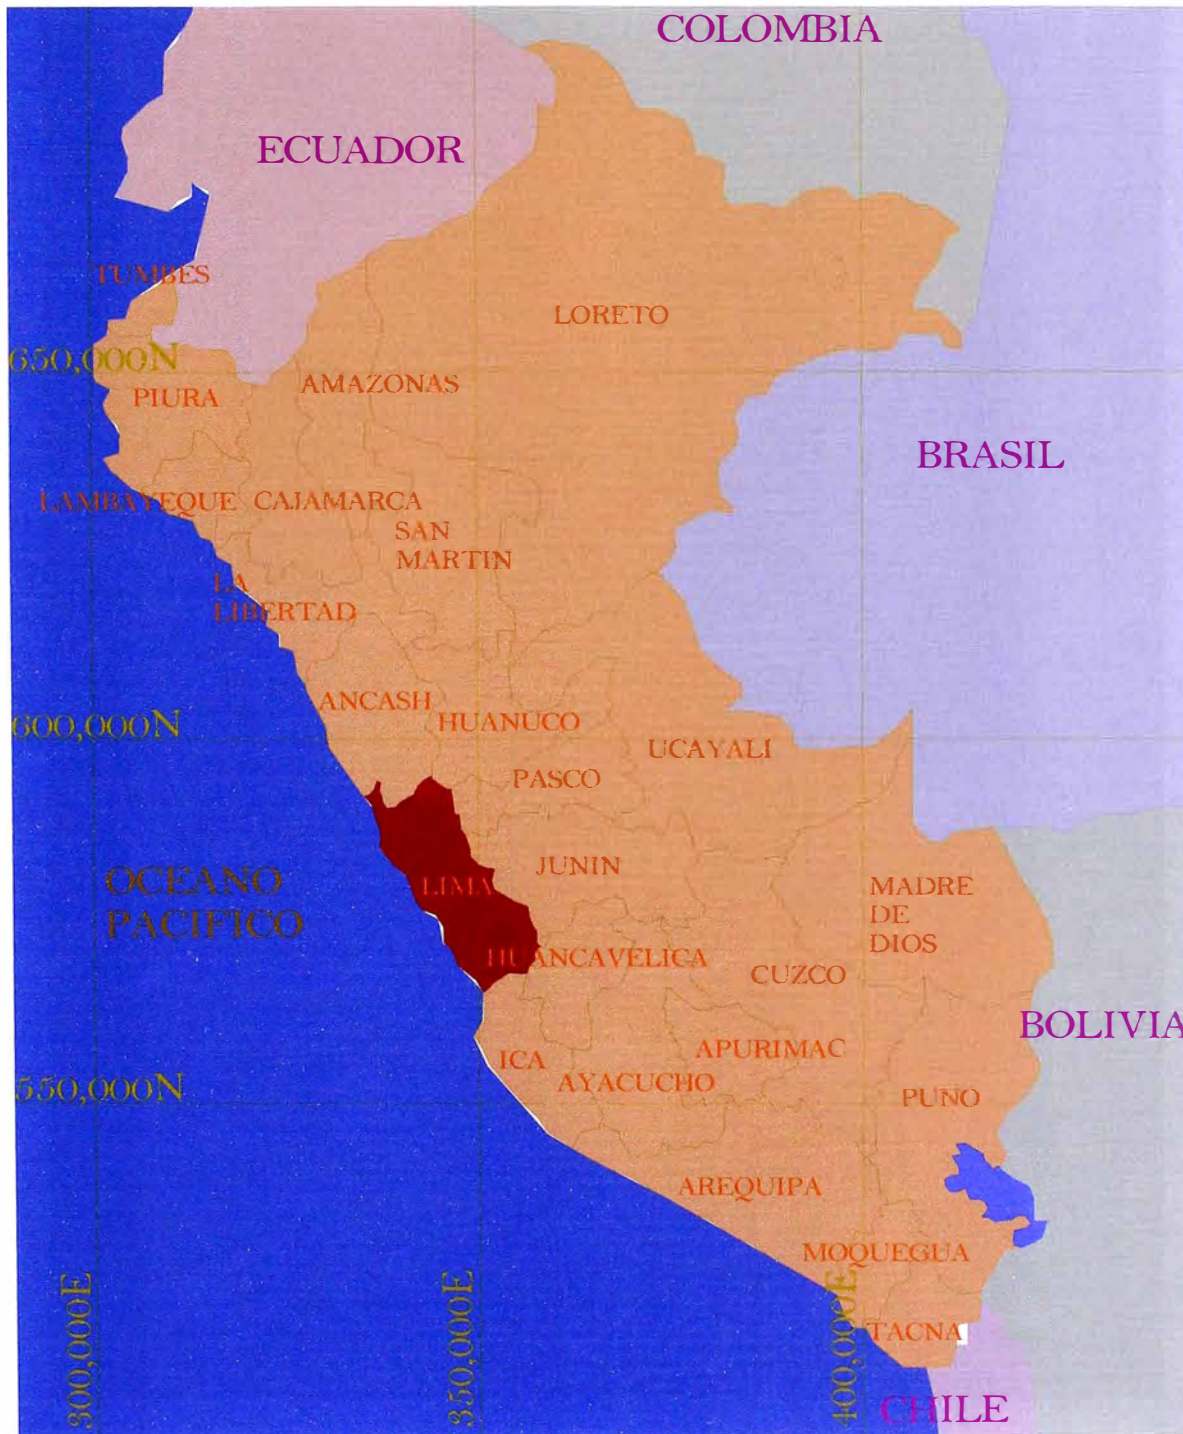 COLOMBIA
ECUADOR
TUMBES
LORETO
650,000N
AMAZONAS
PIURA
BRASIL
LAMBAYEQUE
CAJAMARCA
SAN
MARTIN
LA
LIBERTAD
ANCASH
HUANUCO
600,000N
UCAYALI
PASCO
JUNIN
OCEANO
PACIFICO
LIMA
MADRE
DE
DIOS
HUANCAVELICA
CUZCO
BOLIVIA
ICA
APURIMAC
AYACUCHO
550,000N
PUNO
AREQUIPA
MOQUEGUA
300,000E
350,000E
400,000E
TACNA
CHILE